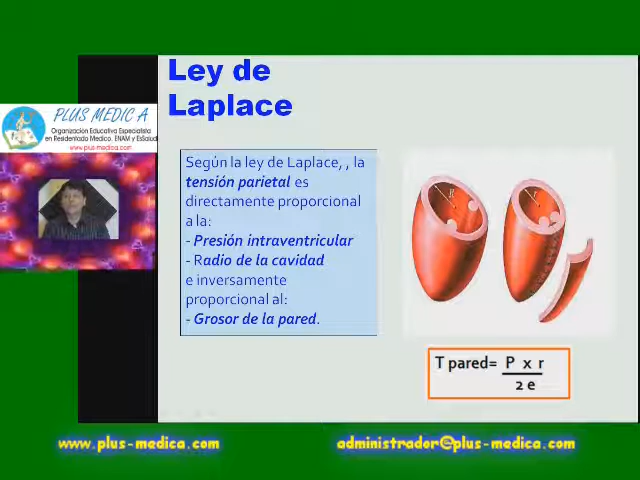 Ley de
Laplace
PLUS MEDIC A
Organización Educativa Especialista
en Residentado Medico, ENAM y EsSalud
www.plus-medica.com
Según la ley de Laplace, , la
tensión parietal es
directamente proporcional
a la:
- Presión intraventricular
- Radio de la cavidad
e inversamente
proporcional al:
- Grosor de la pared.
R
r
T pared= P x r
2 e
www.plus-medica.com
administrador@plus-medica.com